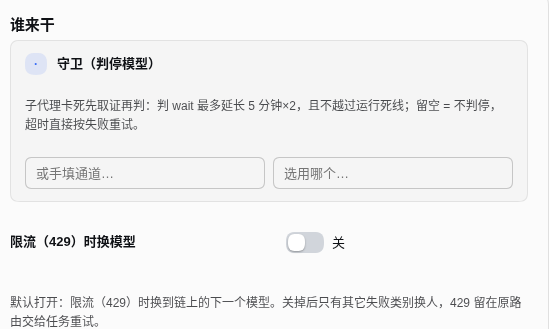 谁来干
守卫（判停模型）
子代理卡死先取证再判：判 wait 最多延长 5 分钟×2，且不越过运行死线；留空 = 不判停，
超时直接按失败重试。
或手填通道… 选用哪个…
限流（429）时换模型 关
默认打开：限流（429）时换到链上的下一个模型。关掉后只有其它失败类别换人，429 留在原路
由交给任务重试。